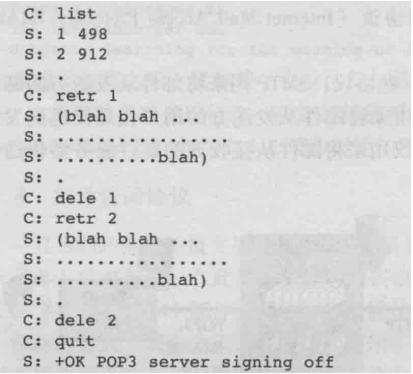 C: list
S: 1 498
S: 2 912
S: .
C: retr 1
S: (blah blah ...
S: .................
S: ..........blah)
S: .
C: dele 1
C: retr 2
S: (blah blah ...
S: .................
S: ..........blah)
S: .
C: dele 2
C: quit
S: +OK POP3 server signing off